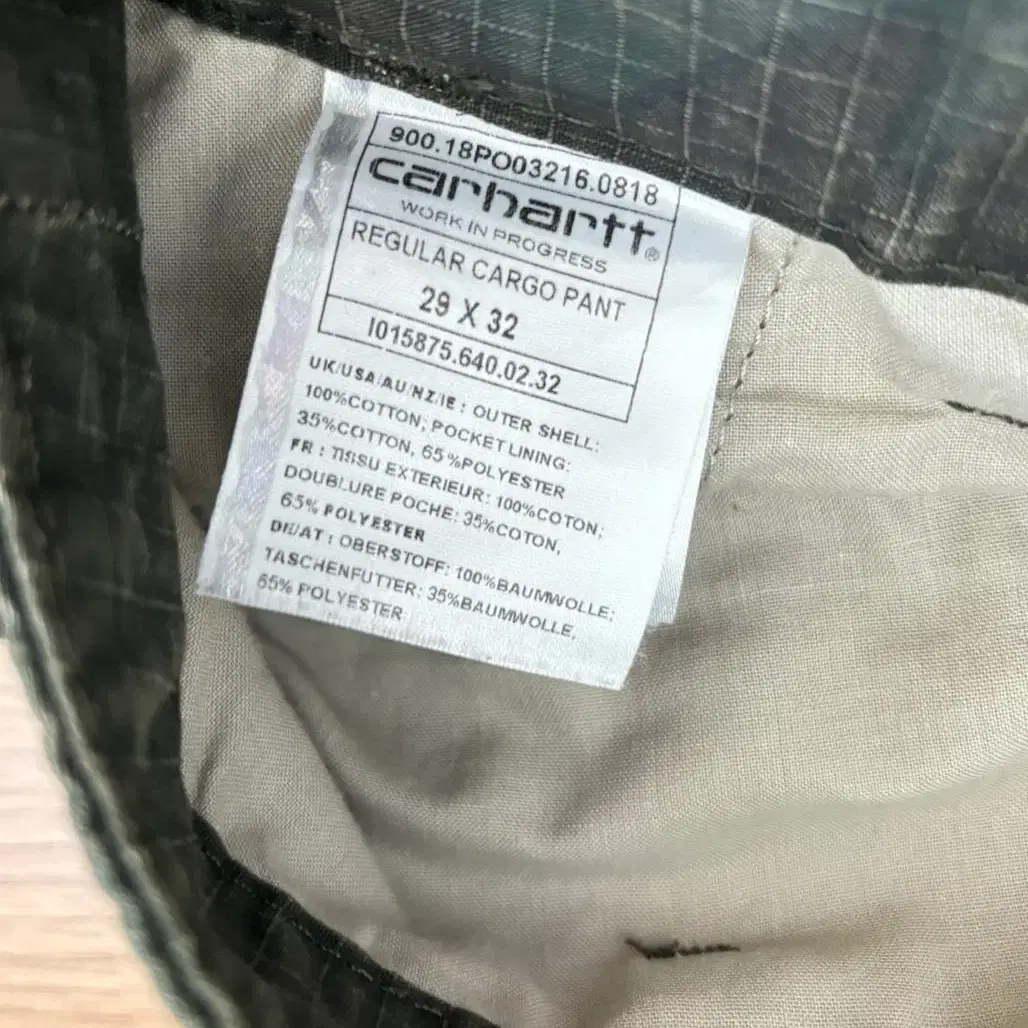 900.18PO03216.0818
carhartt®
WORK IN PROGRESS
REGULAR CARGO PANT
29 X 32
I015875.640.02.32
UK/USA/AU/NZ/IE : OUTER SHELL:
100%COTTON; POCKET LINING:
35%COTTON, 65%POLYESTER
FR : TISSU EXTERIEUR: 100%COTON;
DOUBLURE POCHE: 35%COTON,
65% POLYESTER
DE/AT : OBERSTOFF: 100%BAUMWOLLE;
TASCHENFUTTER: 35%BAUMWOLLE,
65% POLYESTER